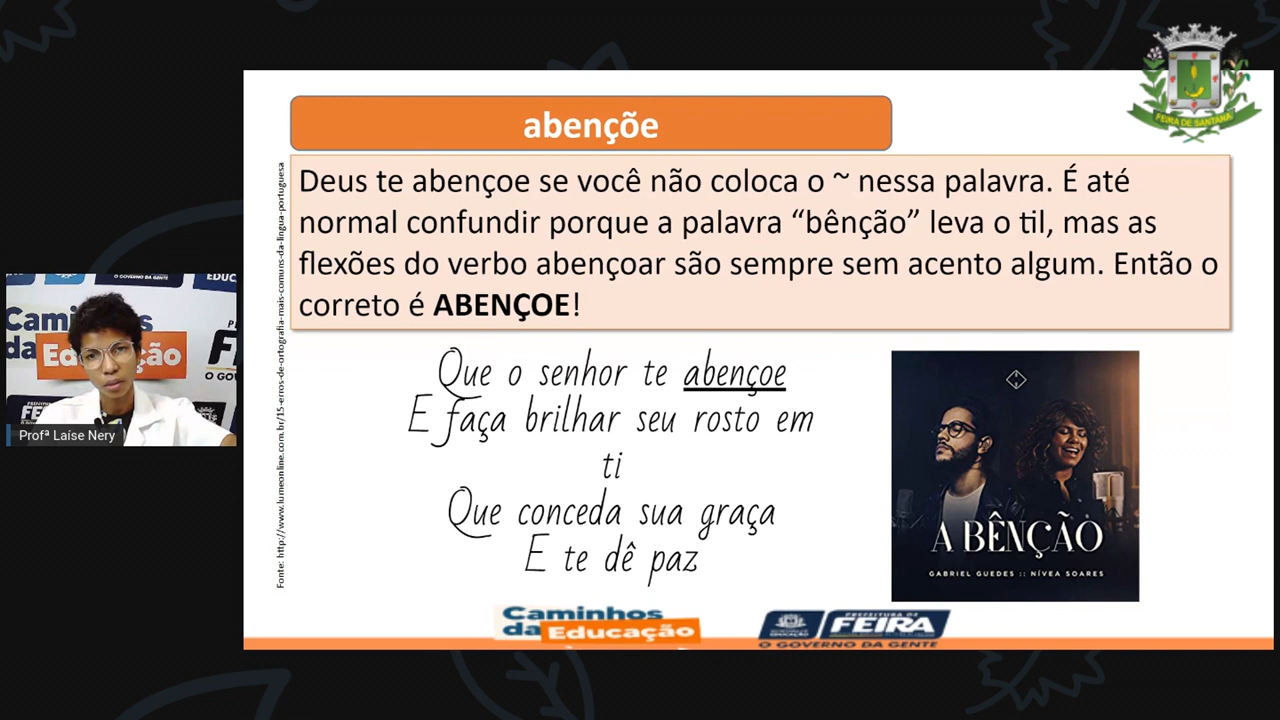 FEIRA DE SANTANA
abençõe
Deus te abençoe se você não coloca o ~ nessa palavra. É até
normal confundir porque a palavra “bênção” leva o til, mas as
flexões do verbo abençoar são sempre sem acento algum. Então o
correto é ABENÇOE!
Fonte: http://www.lumeonline.com.br/15-erros-de-ortografia-mais-comuns-da-lingua-portuguesa
Que o senhor te abençoe
E faça brilhar seu rosto em
ti
Que conceda sua graça
E te dê paz
A BÊNÇÃO
GABRIEL GUEDES :: NÍVEA SOARES
O GOVERNO DA GENTE
EDUC
Caminhos
da Educação
FEI
O GOV
FEI
Profª Laíse Nery
Caminhos
da Educação
PREFEITURA DE
FEIRA
O GOVERNO DA GENTE